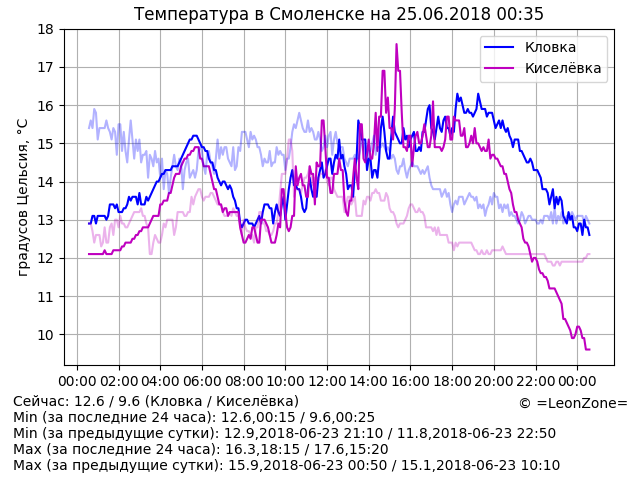 Температура в Смоленске на 25.06.2018 00:35
градусов Цельсия, °C
18
17
16
15
14
13
12
11
10
Кловка
Киселёвка
00:00 02:00 04:00 06:00 08:00 10:00 12:00 14:00 16:00 18:00 20:00 22:00 00:00
Сейчас: 12.6 / 9.6 (Кловка / Киселёвка)
© =LeonZone=
Min (за последние 24 часа): 12.6,00:15 / 9.6,00:25
Min (за предыдущие сутки): 12.9,2018-06-23 21:10 / 11.8,2018-06-23 22:50
Max (за последние 24 часа): 16.3,18:15 / 17.6,15:20
Max (за предыдущие сутки): 15.9,2018-06-23 00:50 / 15.1,2018-06-23 10:10